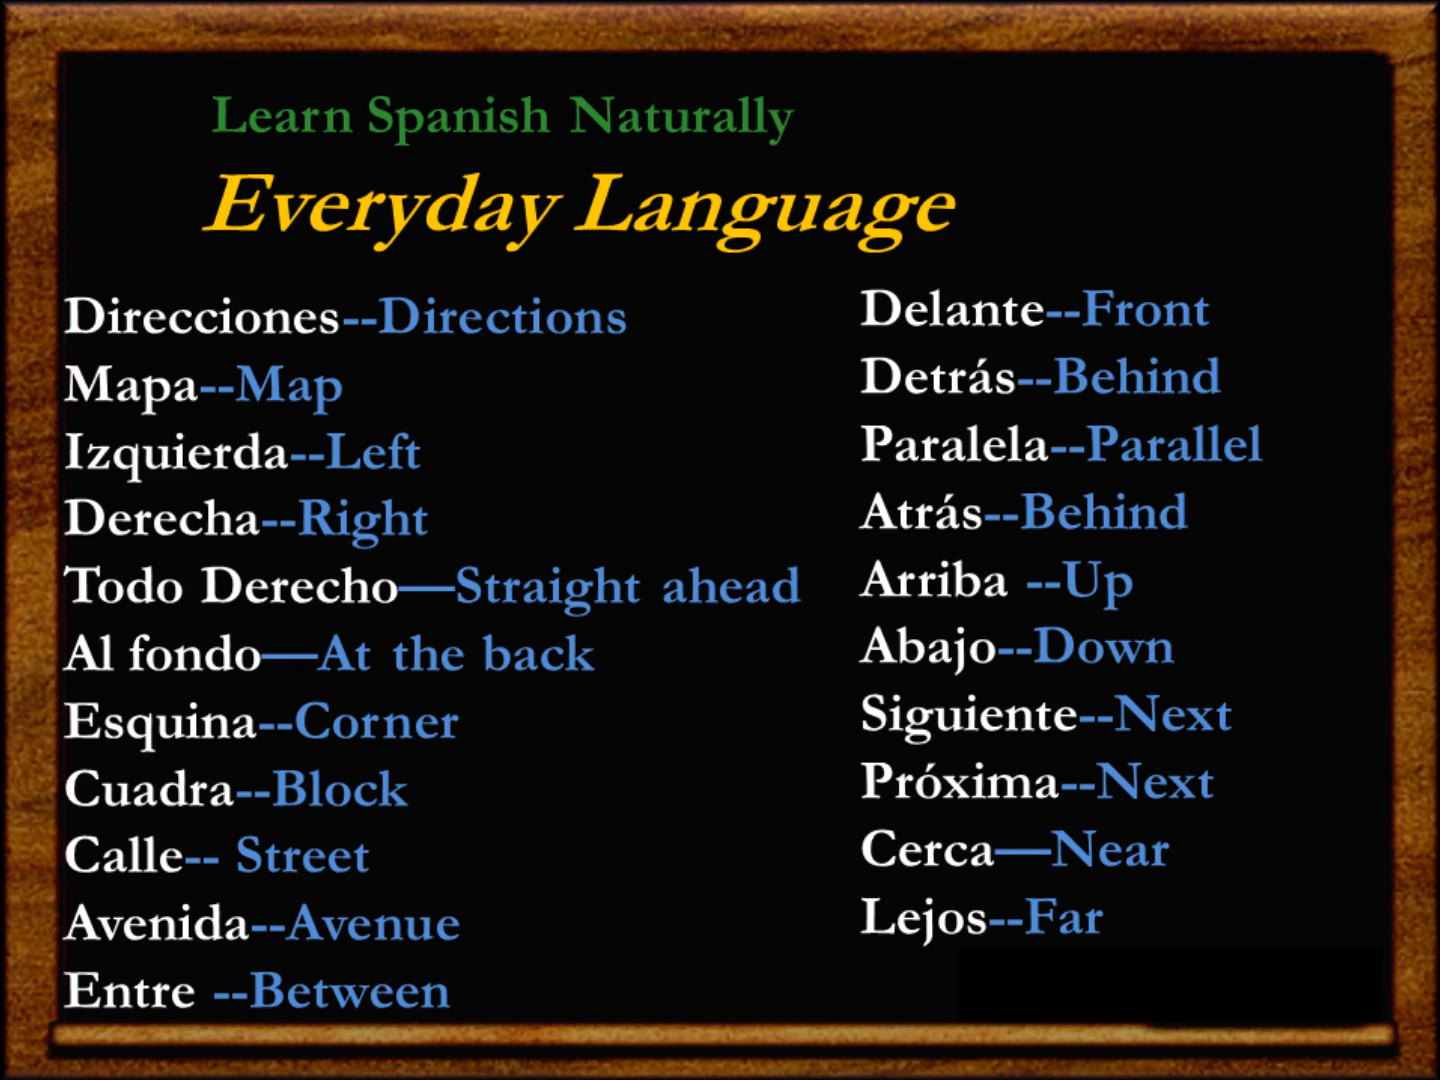 Learn Spanish Naturally
Everyday Language
Direcciones--Directions
Mapa--Map
Izquierda--Left
Derecha--Right
Todo Derecho—Straight ahead
Al fondo—At the back
Esquina--Corner
Cuadra--Block
Calle-- Street
Avenida--Avenue
Entre --Between
Delante--Front
Detrás--Behind
Paralela--Parallel
Atrás--Behind
Arriba --Up
Abajo--Down
Siguiente--Next
Próxima--Next
Cerca—Near
Lejos--Far